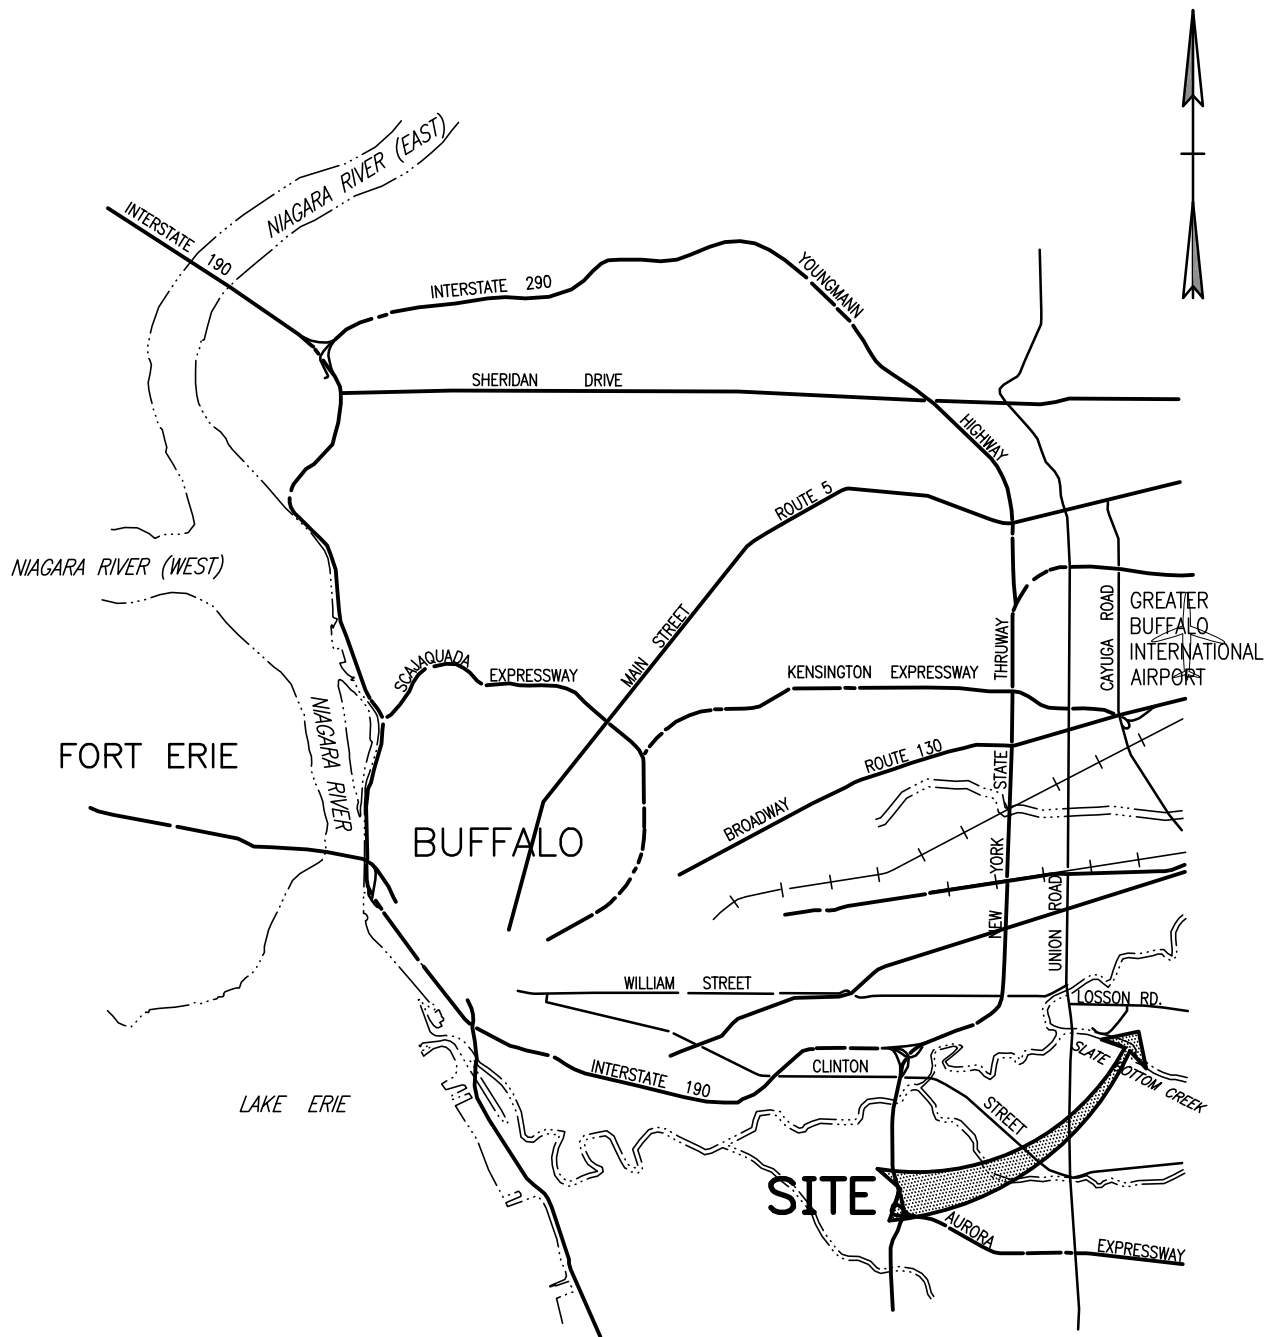 NIAGARA RIVER (EAST)
INTERSTATE 190
INTERSTATE 290
YOUNGMANN
HIGHWAY
SHERIDAN DRIVE
ROUTE 5
MAIN STREET
NIAGARA RIVER (WEST)
SCAJAQUADA
EXPRESSWAY
KENSINGTON EXPRESSWAY
NEW YORK STATE THRUWAY
CAYUGA ROAD
GREATER
BUFFALO
INTERNATIONAL
AIRPORT
NIAGARA RIVER
FORT ERIE
BUFFALO
ROUTE 130
BROADWAY
UNION ROAD
WILLIAM STREET
LOSSON RD.
SLATE BOTTOM CREEK
INTERSTATE 190
CLINTON
STREET
LAKE ERIE
SITE
AURORA
EXPRESSWAY